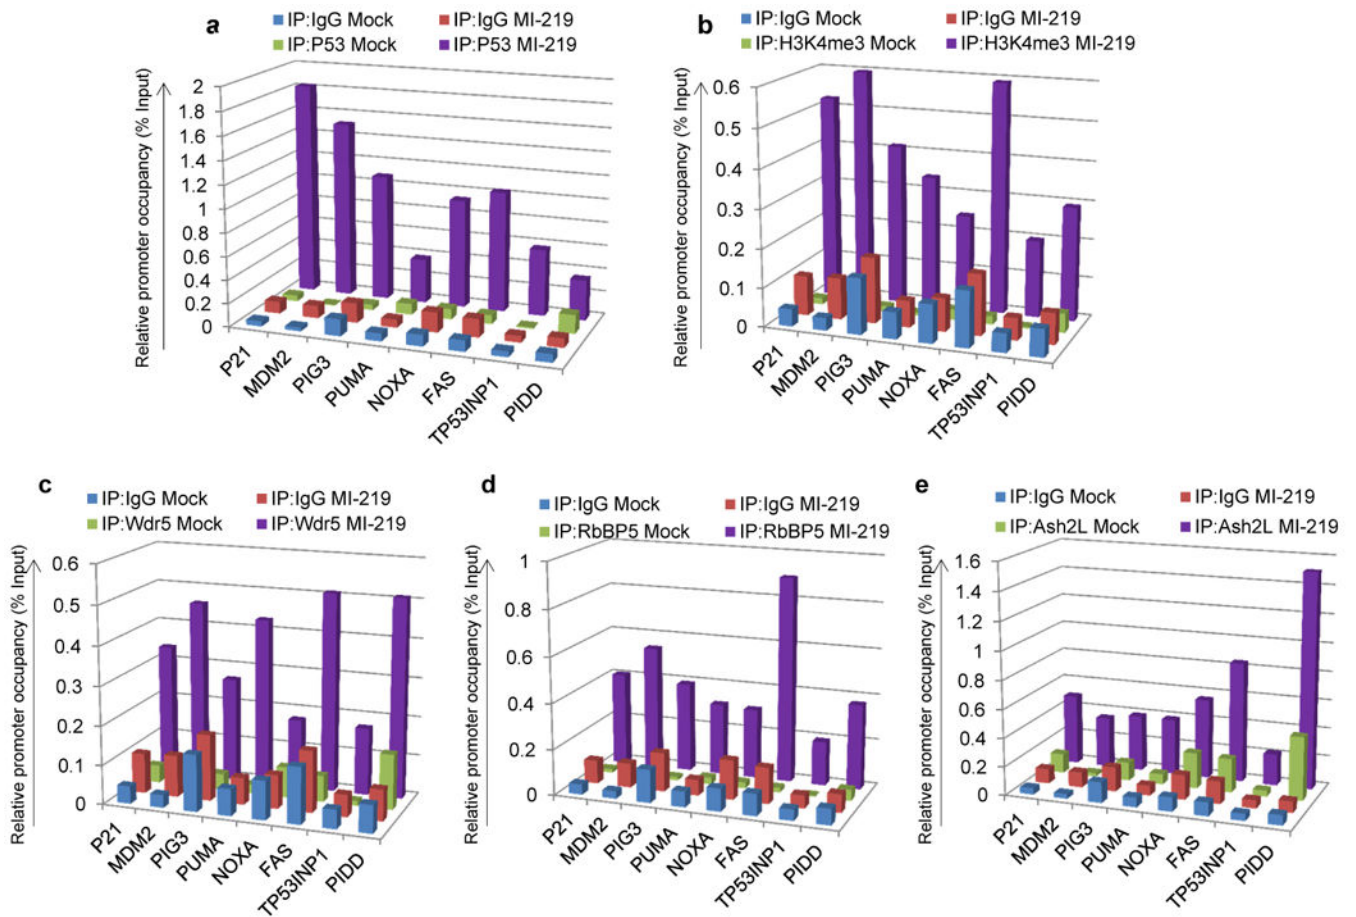 a
IP:IgG Mock IP:IgG MI-219
IP:P53 Mock IP:P53 MI-219
Relative promoter occupancy (% Input)
2
1.8
1.6
1.4
1.2
1
0.8
0.6
0.4
0.2
0
P21
MDM2
PIG3
PUMA
NOXA
FAS
TP53INP1
PIDD
b
IP:IgG Mock IP:IgG MI-219
IP:H3K4me3 Mock IP:H3K4me3 MI-219
Relative promoter occupancy (% Input)
0.6
0.5
0.4
0.3
0.2
0.1
0
P21
MDM2
PIG3
PUMA
NOXA
FAS
TP53INP1
PIDD
c
IP:IgG Mock IP:IgG MI-219
IP:Wdr5 Mock IP:Wdr5 MI-219
Relative promoter occupancy (% Input)
0.6
0.5
0.4
0.3
0.2
0.1
0
P21
MDM2
PIG3
PUMA
NOXA
FAS
TP53INP1
PIDD
d
IP:IgG Mock IP:IgG MI-219
IP:RbBP5 Mock IP:RbBP5 MI-219
Relative promoter occupancy (% Input)
1
0.8
0.6
0.4
0.2
0
P21
MDM2
PIG3
PUMA
NOXA
FAS
TP53INP1
PIDD
e
IP:IgG Mock IP:IgG MI-219
IP:Ash2L Mock IP:Ash2L MI-219
Relative promoter occupancy (% Input)
1.6
1.4
1.2
1
0.8
0.6
0.4
0.2
0
P21
MDM2
PIG3
PUMA
NOXA
FAS
TP53INP1
PIDD